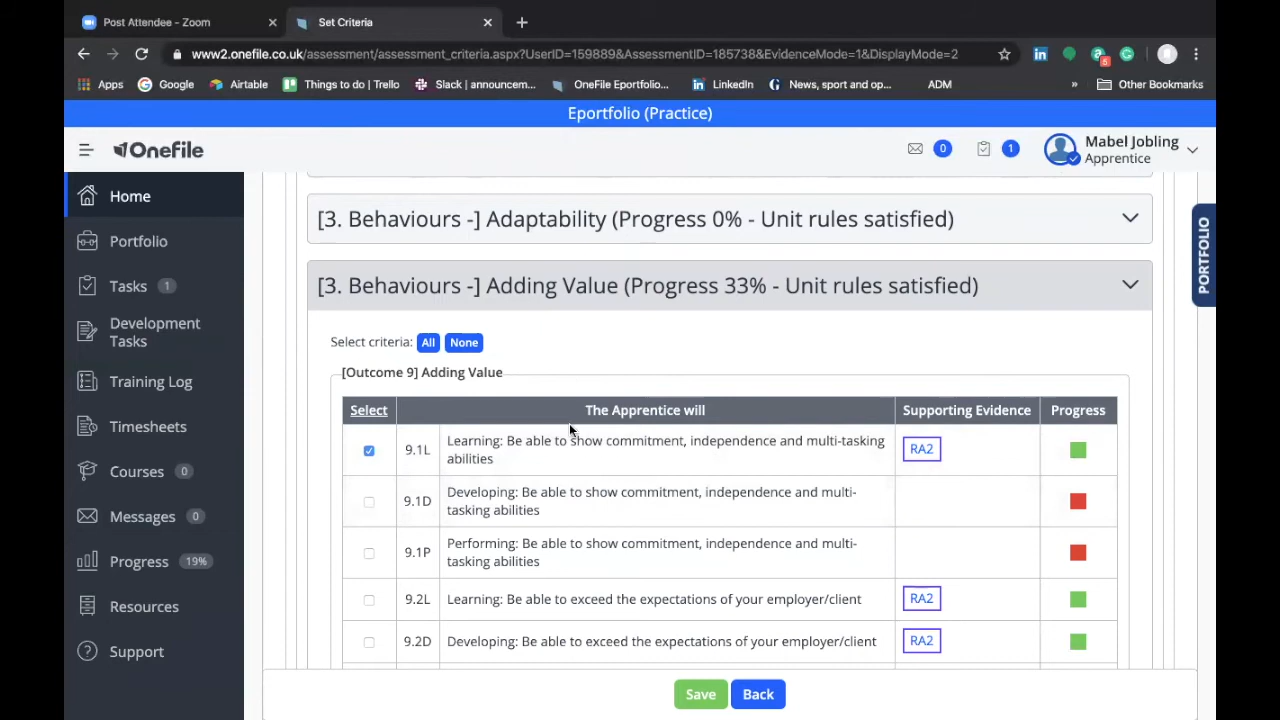 Post Attendee - Zoom
Set Criteria
www2.onefile.co.uk/assessment/assessment_criteria.aspx?UserID=159889&AssessmentID=185738&EvidenceMode=1&DisplayMode=2
Apps Google Airtable Things to do | Trello Slack | announcem... OneFile Eportfolio... LinkedIn News, sport and op... ADM » Other Bookmarks
Eportfolio (Practice)
Onefile
0
1
Mabel Jobling
Apprentice
Home
Portfolio
Tasks 1
Development
Tasks
Training Log
Timesheets
Courses 0
Messages 0
Progress 19%
Resources
Support
PORTFOLIO
[3. Behaviours -] Adaptability (Progress 0% - Unit rules satisfied)
[3. Behaviours -] Adding Value (Progress 33% - Unit rules satisfied)
Select criteria: All None
[Outcome 9] Adding Value
Select The Apprentice will Supporting Evidence Progress
9.1L Learning: Be able to show commitment, independence and multi-tasking
abilities
RA2
9.1D Developing: Be able to show commitment, independence and multi-
tasking abilities
9.1P Performing: Be able to show commitment, independence and multi-
tasking abilities
9.2L Learning: Be able to exceed the expectations of your employer/client RA2
9.2D Developing: Be able to exceed the expectations of your employer/client RA2
Save Back